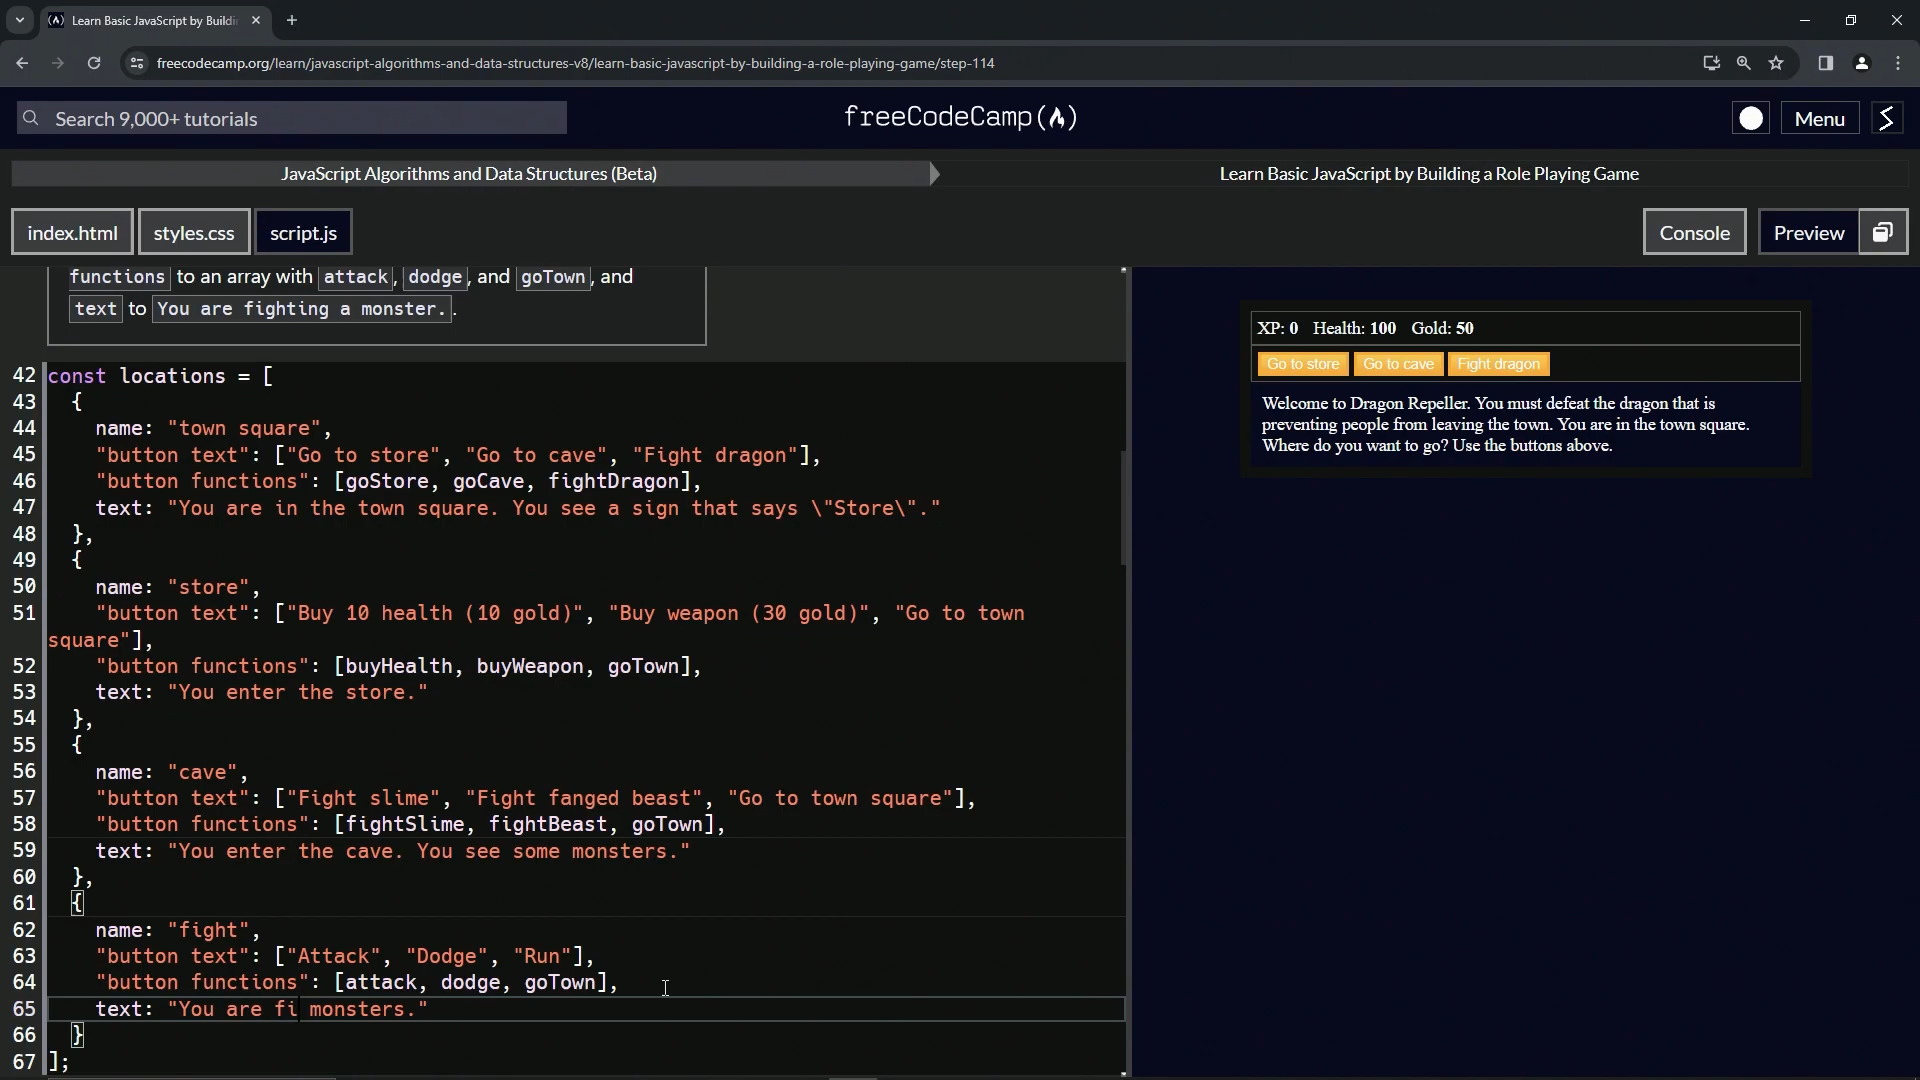 Learn Basic JavaScript by Buildi
freecodecamp.org/learn/javascript-algorithms-and-data-structures-v8/learn-basic-javascript-by-building-a-role-playing-game/step-114
Search 9,000+ tutorials
freeCodeCamp
Menu
JavaScript Algorithms and Data Structures (Beta)
Learn Basic JavaScript by Building a Role Playing Game
index.html
styles.css
script.js
Console
Preview
functions to an array with attack, dodge, and goTown, and
text to You are fighting a monster..
42 const locations = [
43 {
44 name: "town square",
45 "button text": ["Go to store", "Go to cave", "Fight dragon"],
46 "button functions": [goStore, goCave, fightDragon],
47 text: "You are in the town square. You see a sign that says \"Store\"."
48 },
49 {
50 name: "store",
51 "button text": ["Buy 10 health (10 gold)", "Buy weapon (30 gold)", "Go to town
square"],
52 "button functions": [buyHealth, buyWeapon, goTown],
53 text: "You enter the store."
54 },
55 {
56 name: "cave",
57 "button text": ["Fight slime", "Fight fanged beast", "Go to town square"],
58 "button functions": [fightSlime, fightBeast, goTown],
59 text: "You enter the cave. You see some monsters."
60 },
61 {
62 name: "fight",
63 "button text": ["Attack", "Dodge", "Run"],
64 "button functions": [attack, dodge, goTown],
65 text: "You are fi monsters."
66 }
67 ];
XP: 0 Health: 100 Gold: 50
Go to store
Go to cave
Fight dragon
Welcome to Dragon Repeller. You must defeat the dragon that is
preventing people from leaving the town. You are in the town square.
Where do you want to go? Use the buttons above.